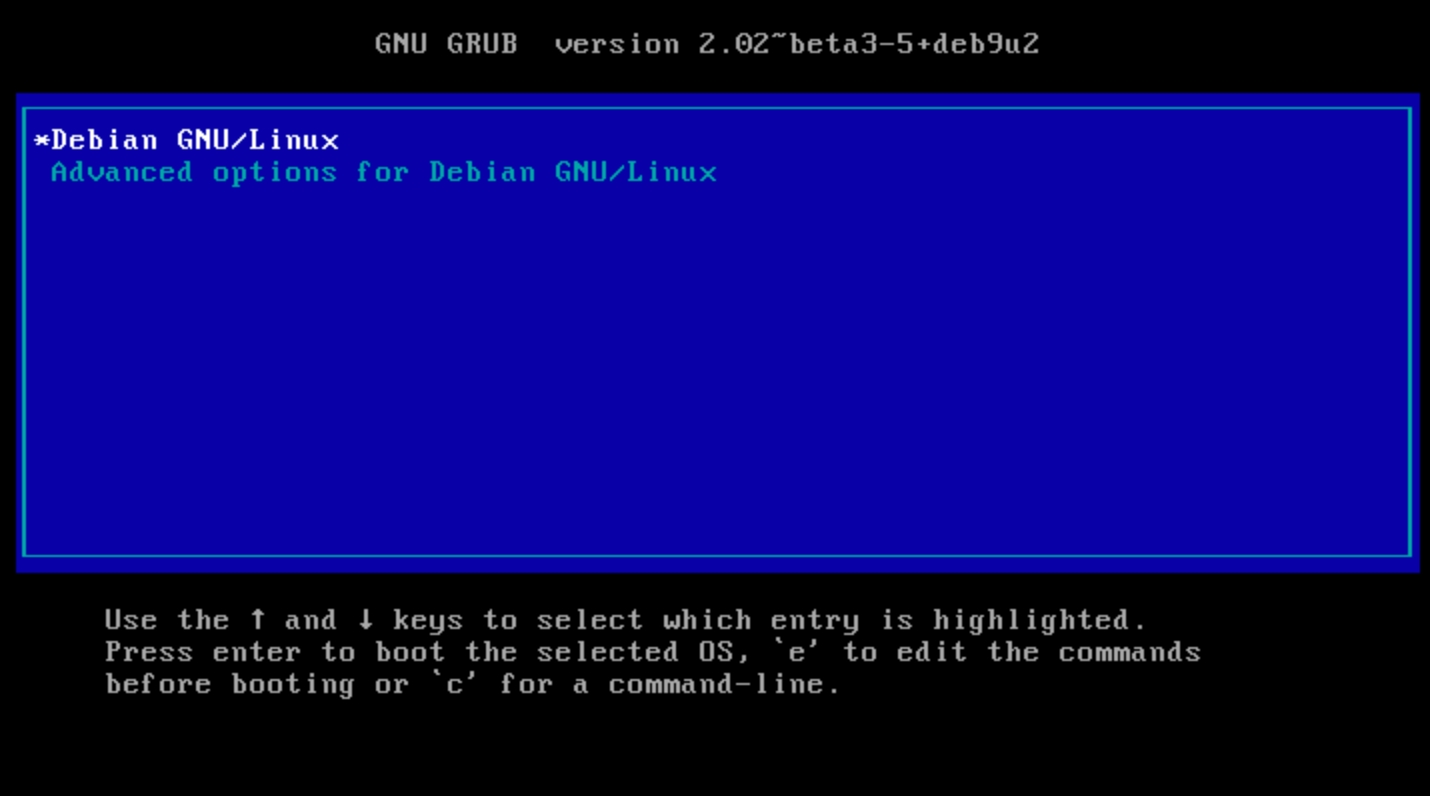 GNU GRUB  version 2.02~beta3-5+deb9u2
*Debian GNU/Linux
Advanced options for Debian GNU/Linux
Use the ↑ and ↓ keys to select which entry is highlighted.
Press enter to boot the selected OS, `e' to edit the commands
before booting or `c' for a command-line.